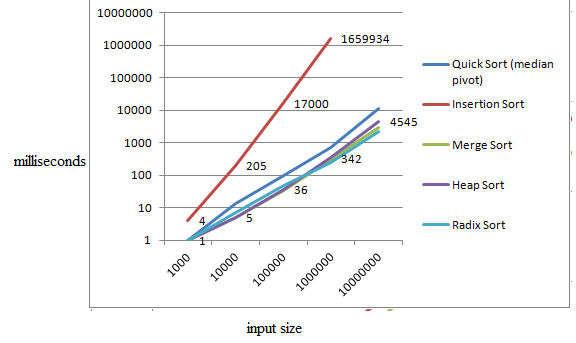 10000000
1000000
100000
10000
1000
100
10
1
milliseconds
1659934
17000
205
4
4545
342
36
5
1
1000
10000
100000
1000000
10000000
input size
Quick Sort (median
pivot)
Insertion Sort
Merge Sort
Heap Sort
Radix Sort